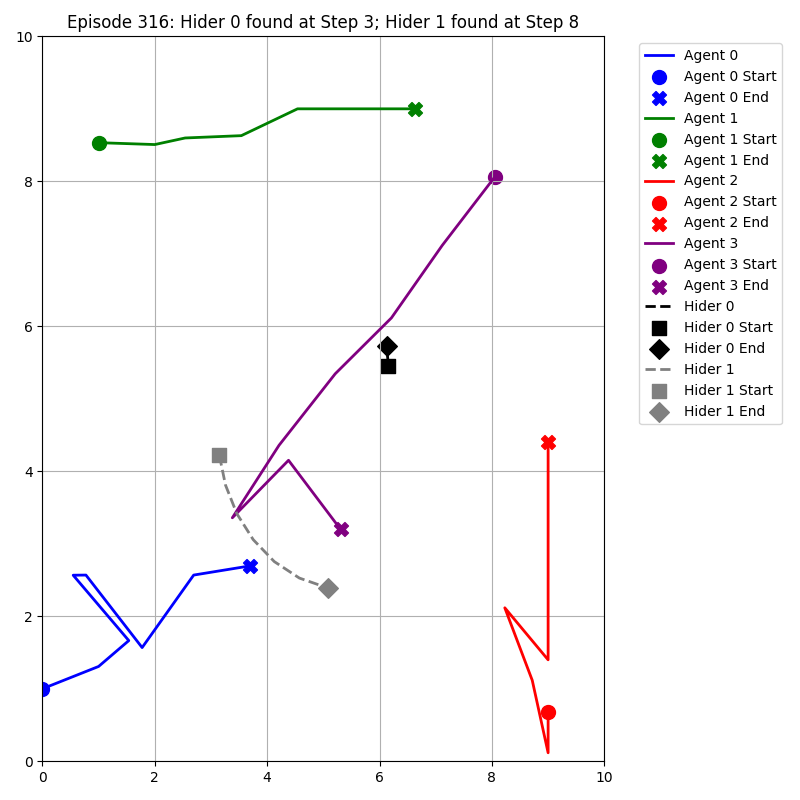 Episode 316: Hider 0 found at Step 3; Hider 1 found at Step 8
10
8
6
4
2
0
0
2
4
6
8
10
Agent 0
Agent 0 Start
Agent 0 End
Agent 1
Agent 1 Start
Agent 1 End
Agent 2
Agent 2 Start
Agent 2 End
Agent 3
Agent 3 Start
Agent 3 End
Hider 0
Hider 0 Start
Hider 0 End
Hider 1
Hider 1 Start
Hider 1 End